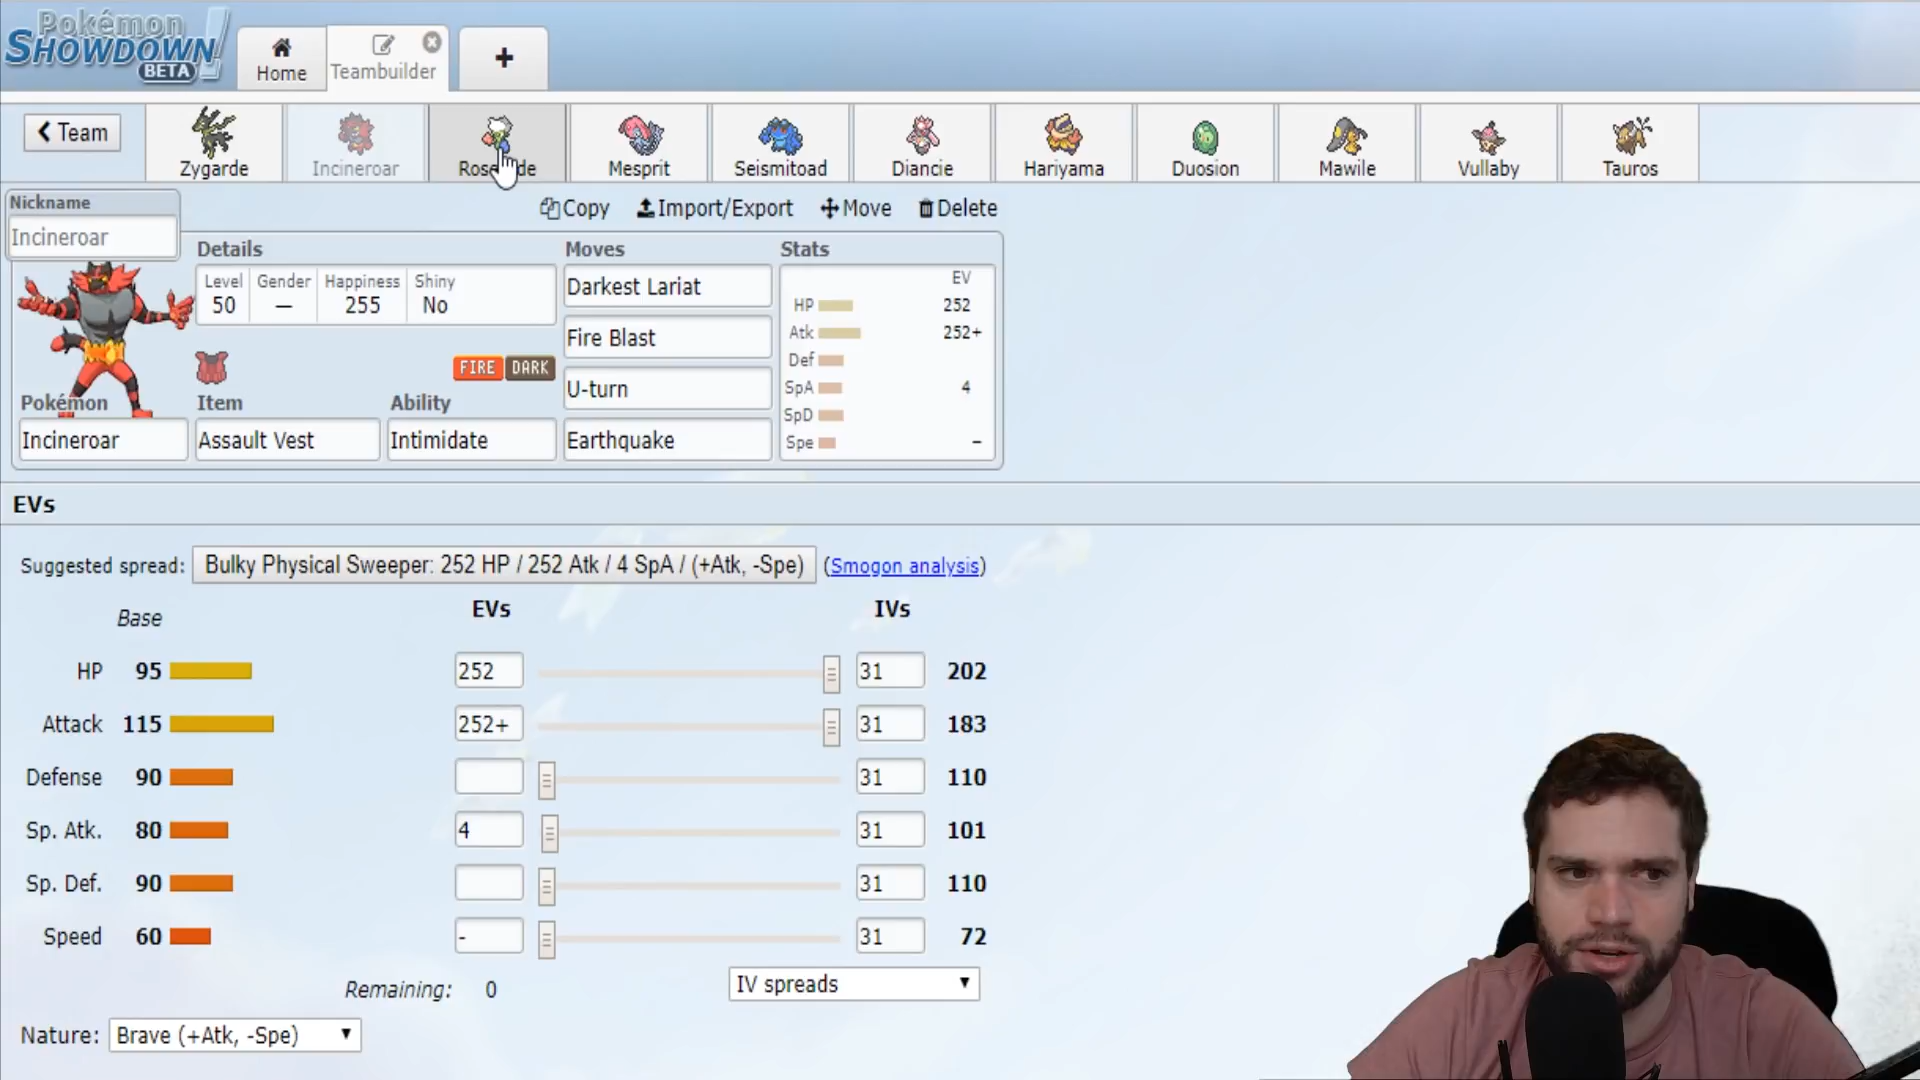 Pokémon
SHOWDOWN!
BETA
Home
Teambuilder
+
Team
Zygarde
Incineroar
Mesprit
Seismitoad
Diancie
Hariyama
Duosion
Mawile
Vullaby
Tauros
Nickname
Incineroar
Copy
Import/Export
Move
Delete
Details
Moves
Stats
Level
Gender
Happiness
Shiny
50
—
255
No
FIRE
DARK
Pokémon
Item
Ability
Incineroar
Assault Vest
Intimidate
Darkest Lariat
Fire Blast
U-turn
Earthquake
EV
HP 252
Atk 252+
Def
SpA 4
SpD
Spe –
EVs
Suggested spread: Bulky Physical Sweeper: 252 HP / 252 Atk / 4 SpA / (+Atk, -Spe) (Smogon analysis)
Base EVs IVs
HP 95 252 31 202
Attack 115 252+ 31 183
Defense 90 31 110
Sp. Atk. 80 4 31 101
Sp. Def. 90 31 110
Speed 60 - 31 72
Remaining: 0
IV spreads
Nature: Brave (+Atk, -Spe)